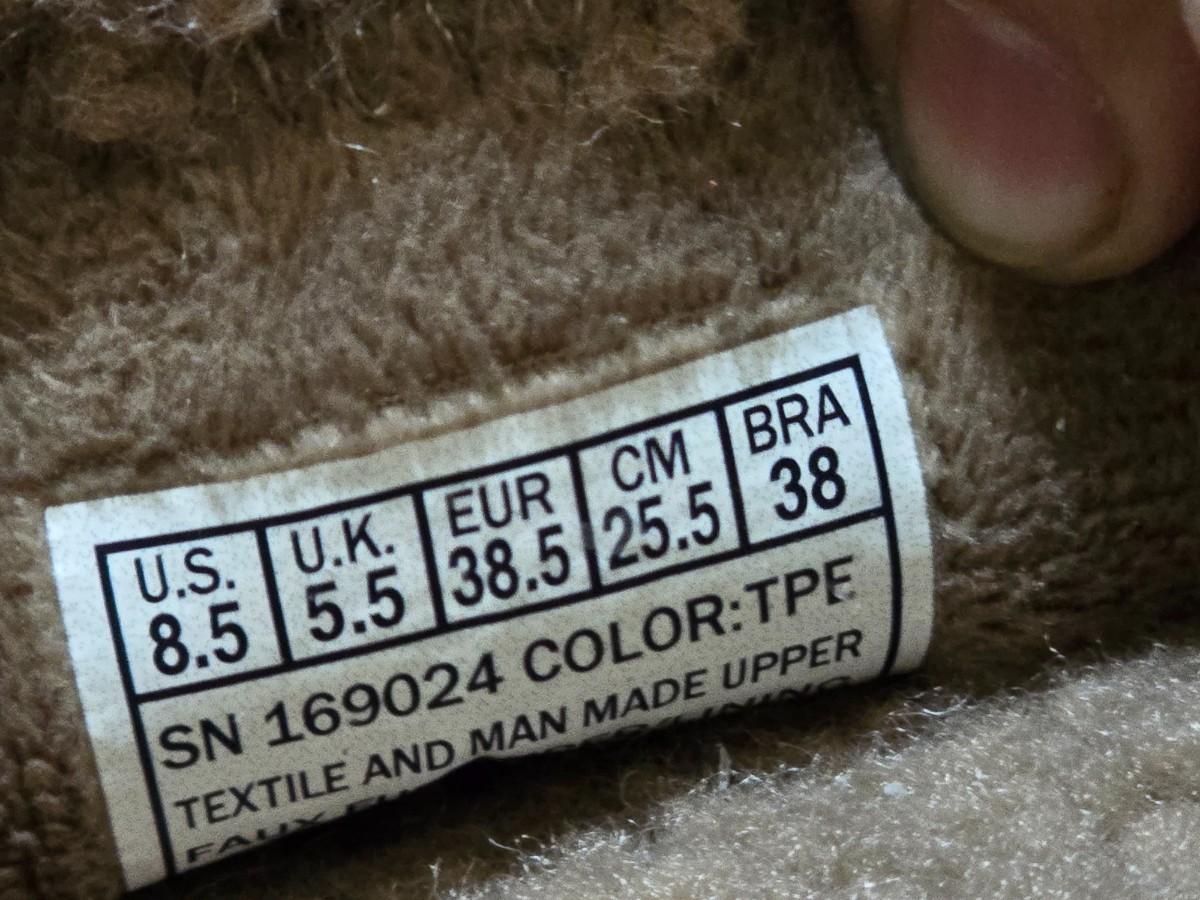 U.S. U.K. EUR CM BRA
8.5 5.5 38.5 25.5 38
SN 169024 COLOR:TPE
TEXTILE AND MAN MADE UPPER
FAUX